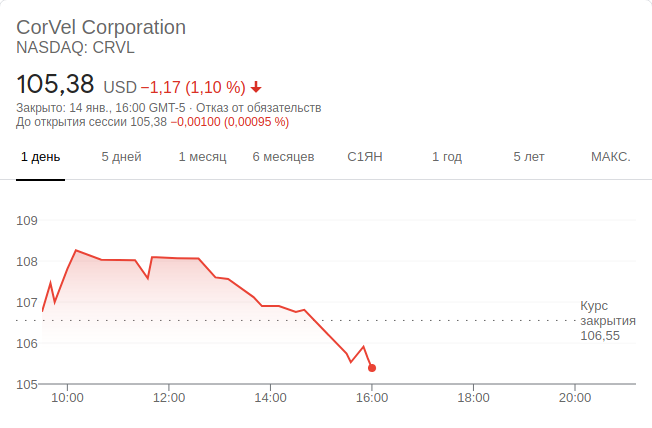 CorVel Corporation
NASDAQ: CRVL
105,38 USD −1,17 (1,10 %)
Закрыто: 14 янв., 16:00 GMT-5 · Отказ от обязательств
До открытия сессии 105,38 −0,00100 (0,00095 %)
1 день 5 дней 1 месяц 6 месяцев С1ЯН 1 год 5 лет МАКС.
109
108
107
Курс
закрытия
106,55
106
105
10:00 12:00 14:00 16:00 18:00 20:00